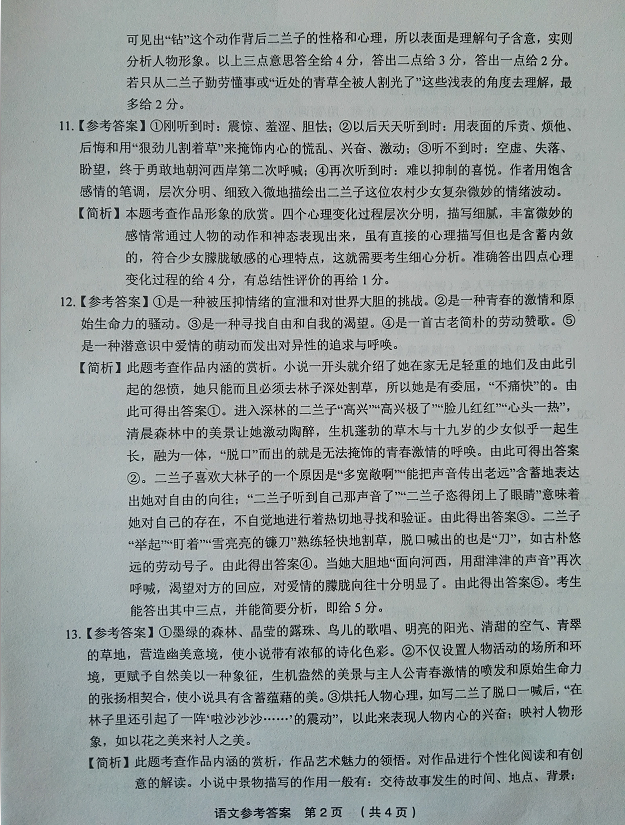 可见出“钻”这个动作背后二兰子的性格和心理，所以表面是理解句子含意，实则
分析人物形象。以上三点意思答全给 4 分，答出二点给 3 分，答出一点给 2 分。
若只从二兰子勤劳懂事或“近处的青草全被人割光了”这些浅表的角度去理解，最
多给 2 分。
11.【参考答案】①刚听到时：震惊、羞涩、胆怯；②以后天天听到时：用表面的斥责、烦他、
后悔和用“狠劲儿割着草”来掩饰内心的慌乱、兴奋、激动；③听不到时：空虚、失落、
盼望，终于勇敢地朝河西岸第二次呼喊；④再次听到时：难以抑制的喜悦。作者用饱含
感情的笔调，层次分明、细致入微地描绘出二兰子这位农村少女复杂微妙的情绪波动。
【简析】本题考查作品形象的欣赏。四个心理变化过程层次分明，描写细腻，丰富微妙的
感情常通过人物的动作和神态表现出来，虽有直接的心理描写但也是含蓄内敛
的，符合少女朦胧敏感的心理特点，这就需要考生细心分析。准确答出四点心理
变化过程的给 4 分，有总结性评价的再给 1 分。
12.【参考答案】①是一种被压抑情绪的宣泄和对世界大胆的挑战。②是一种青春的激情和原
始生命力的骚动。③是一种寻找自由和自我的渴望。④是一首古老简朴的劳动赞歌。⑤
是一种潜意识中爱情的萌动而发出对异性的追求与呼唤。
【简析】此题考查作品内涵的赏析。小说一开头就介绍了她在家无足轻重的地们及由此引
起的怨愤，她只能而且必须去林子深处割草，所以她是有委屈，“不痛快”的。由
此可得出答案①。进入深林的二兰子“高兴”“高兴极了”“脸儿红红”“心头一热”，
清晨森林中的美景让她激动陶醉，生机蓬勃的草木与十九岁的少女似乎一起生
长，融为一体，“脱口”而出的就是无法掩饰的青春激情的呼唤。由此可得出答案
②。二兰子喜欢大林子的一个原因是“多宽敞啊”“能把声音传出老远”含蓄地表达
出她对自由的向往；“二兰子听到自己那声音了”“二兰子恣得闭上了眼睛”意味着
她对自己的存在，不自觉地进行着热切地寻找和验证。由此得出答案③。二兰子
“举起”“盯着”“雪亮亮的镰刀”熟练轻快地割草，脱口喊出的也是“刀”，如古朴悠
远的劳动号子。由此得出答案④。当她大胆地“面向河西，用甜津津的声音”再次
呼喊，渴望对方的回应，对爱情的朦胧向往十分明显了。由此得出答案⑤。考生
能答出其中三点，并能简要分析，即给 5 分。
13.【参考答案】①墨绿的森林、晶莹的露珠、鸟儿的歌唱、明亮的阳光、清甜的空气、青翠
的草地，营造幽美意境，使小说带有浓郁的诗化色彩。②不仅设置人物活动的场所和环
境，更赋予自然美以一种象征，生机盎然的美景与主人公青春激情的喷发和原始生命力
的张扬相契合，使小说具有含蓄蕴藉的美。③烘托人物心理，如写二兰了脱口一喊后，“在
林子里还引起了一阵‘啦沙沙沙……’的震动”，以此来表现人物内心的兴奋；映衬人物形
象，如以花之美来衬人之美。
【简析】此题考查作品内涵的赏析，作品艺术魅力的领悟。对作品进行个性化阅读和有创
意的解读。小说中景物描写的作用一般有：交待故事发生的时间、地点、背景；
语文参考答案 第 2 页 （共 4 页）